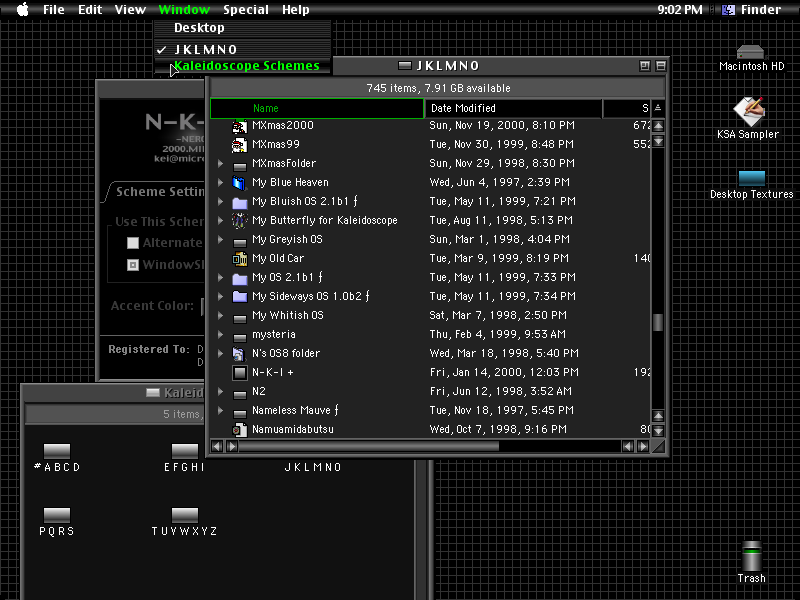 File Edit View Window Special Help 9:02 PM Finder
Desktop
✓ JKLMNO
Kaleidoscope Schemes
JKLMNO
745 items, 7.91 GB available
Name Date Modified S
MXmas2000 Sun, Nov 19, 2000, 8:10 PM 672
MXmas99 Tue, Nov 30, 1999, 8:48 PM 552
MXmasFolder Sun, Nov 29, 1998, 8:30 PM
My Blue Heaven Wed, Jun 4, 1997, 2:39 PM
My Bluish OS 2.1b1 ƒ Tue, May 11, 1999, 7:21 PM
My Butterfly for Kaleidoscope Tue, Aug 11, 1998, 5:13 PM
My Greyish OS Sun, Mar 1, 1998, 4:04 PM
My Old Car Tue, Mar 9, 1999, 8:19 PM 140
My OS 2.1b1 ƒ Tue, May 11, 1999, 7:33 PM
My Sideways OS 1.0b2 ƒ Tue, May 11, 1999, 7:34 PM
My Whitish OS Sat, Mar 7, 1998, 2:50 PM
mysteria Thu, Feb 4, 1999, 9:53 AM
N's OS8 folder Wed, Mar 18, 1998, 5:40 PM
N-K-I + Fri, Jan 14, 2000, 12:03 PM 192
N2 Fri, Jun 12, 1998, 3:52 AM
Nameless Mauve ƒ Tue, Nov 18, 1997, 5:45 PM
Namuamidabutsu Wed, Oct 7, 1998, 9:16 PM 80
N-K-
-NERO
2000.MI
kei@micro
Scheme Settin
Use This Schem
Alternate
WindowSh
Accent Color:
Registered To: D
D
Kaleid
5 items,
#ABCD EFGHI JKLMNO
PQRS TUVWXYZ
Macintosh HD
KSA Sampler
Desktop Textures
Trash